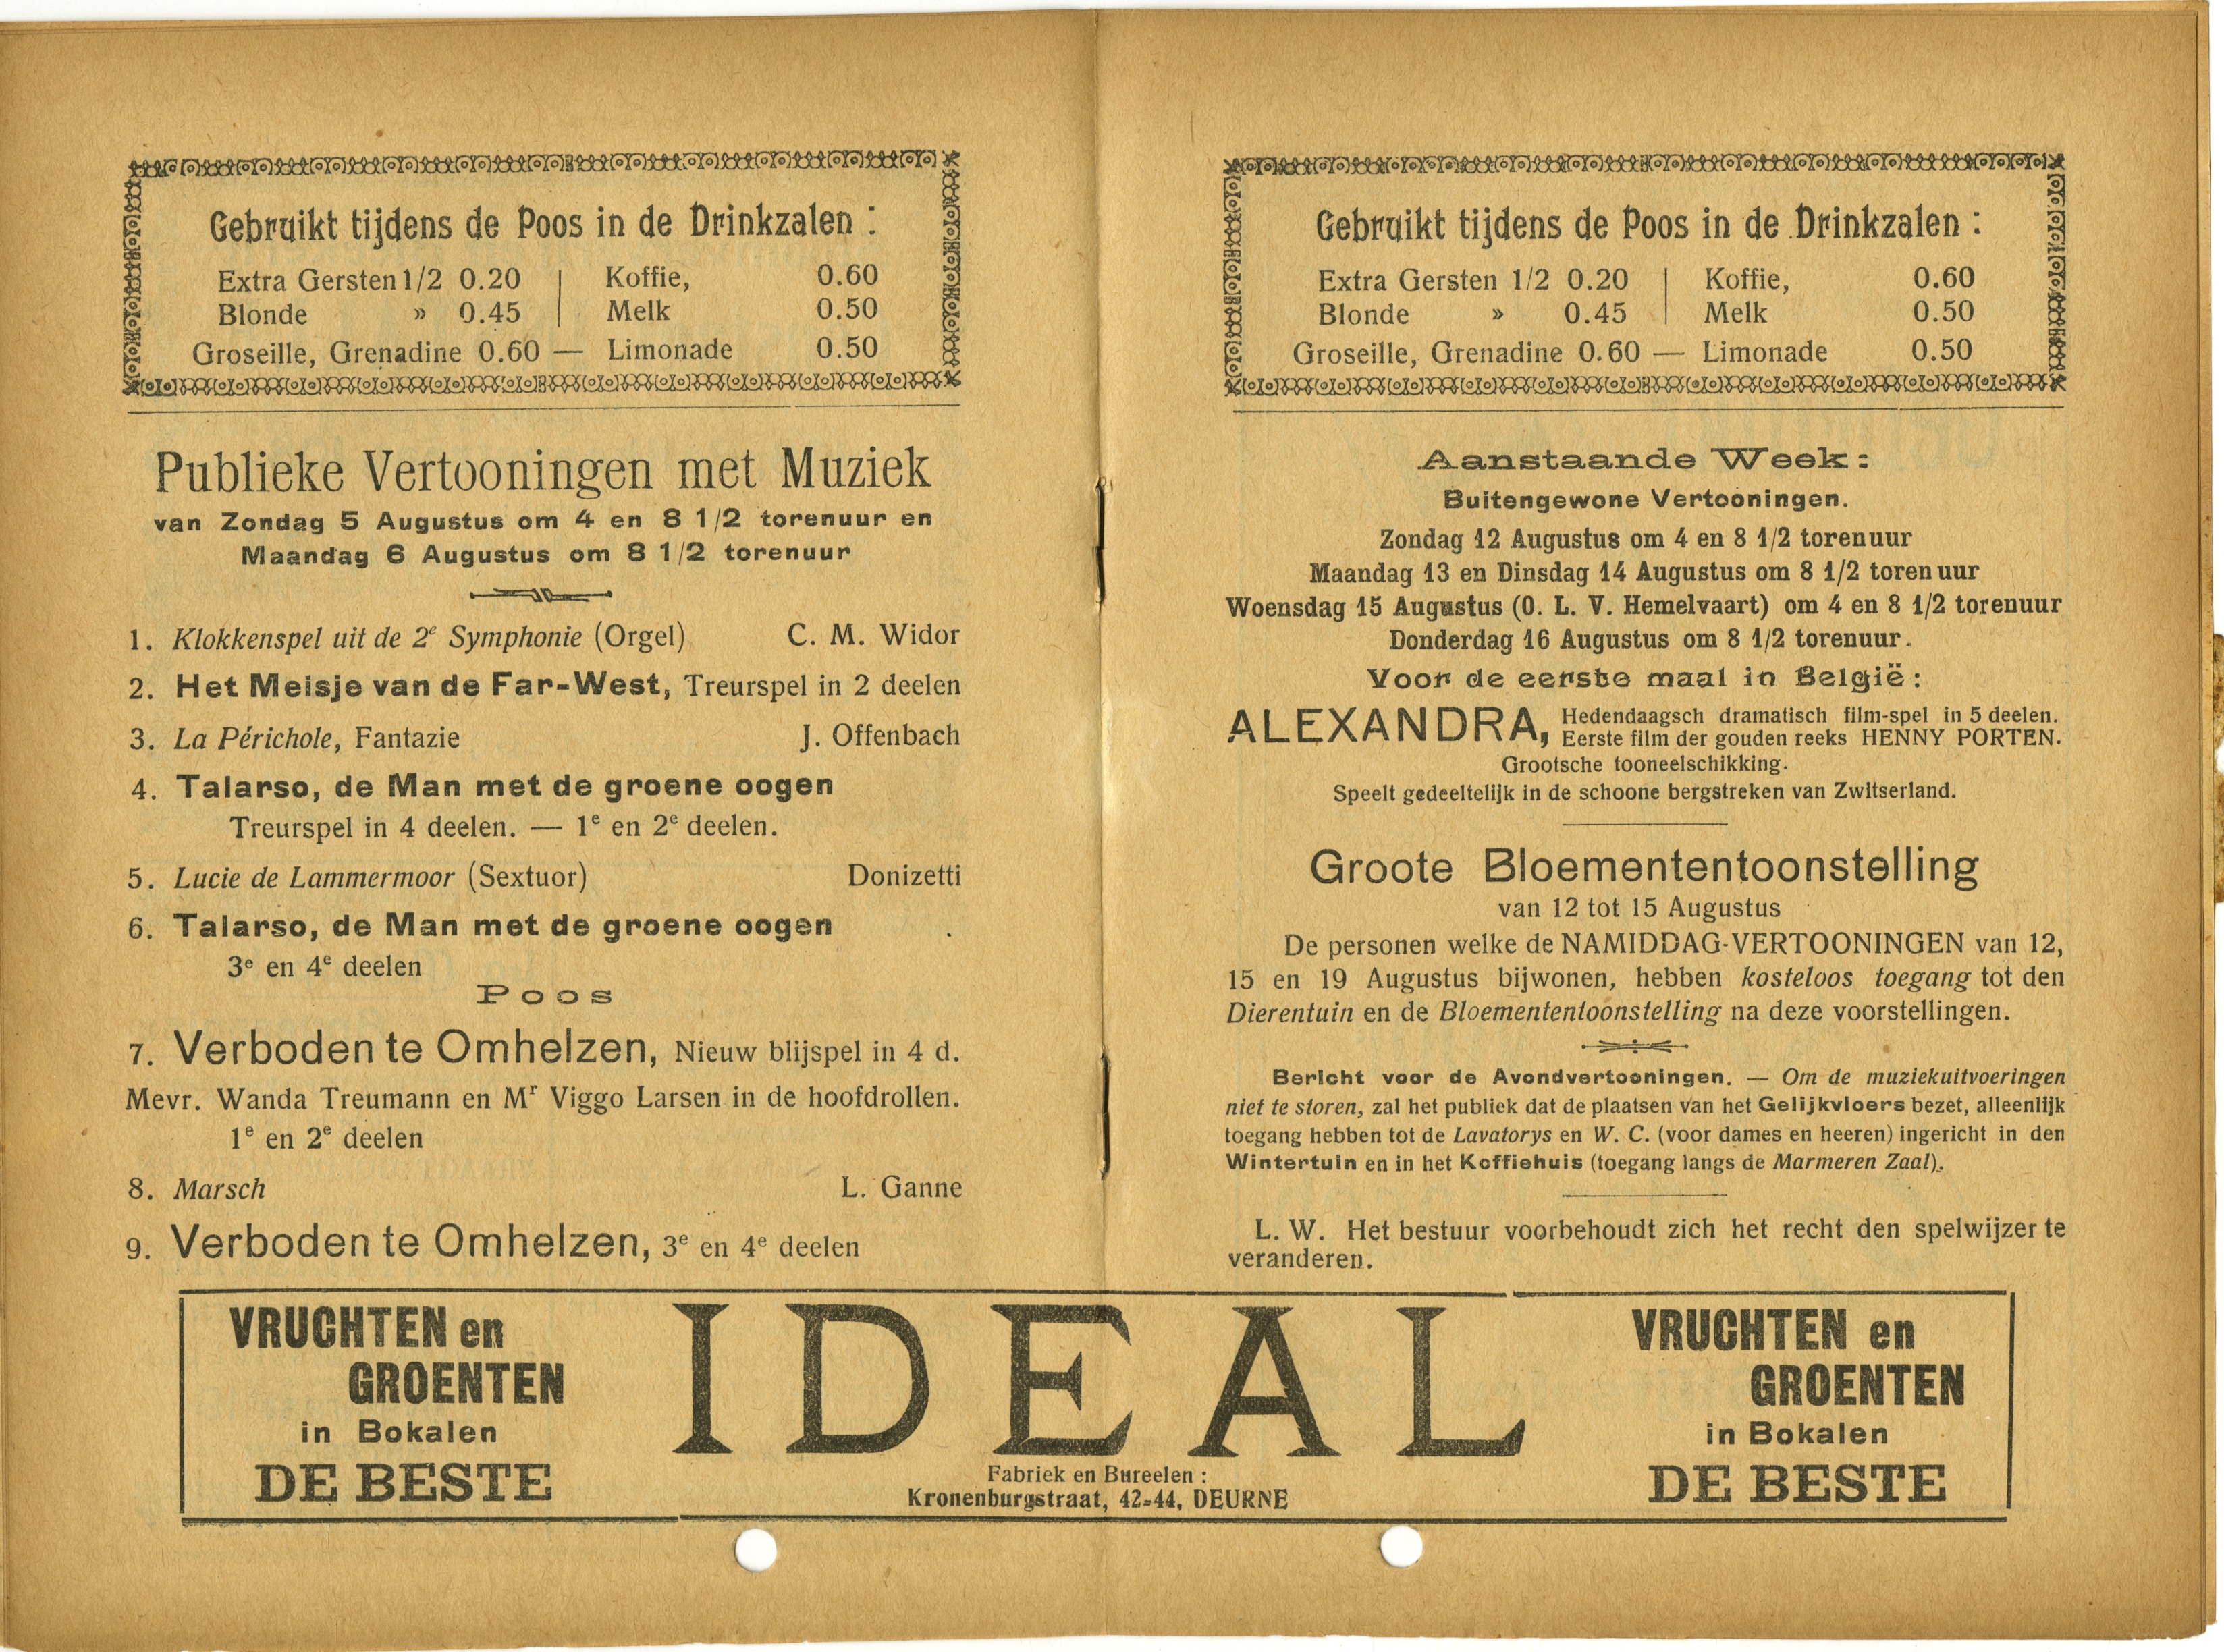 Gebruikt tijdens de Poos in de Drinkzalen :
Extra Gersten 1/2 0.20 | Koffie, 0.60
Blonde » 0.45 | Melk 0.50
Groseille, Grenadine 0.60 — Limonade 0.50
Publieke Vertooningen met Muziek
van Zondag 5 Augustus om 4 en 8 1/2 torenuur en
Maandag 6 Augustus om 8 1/2 torenuur
1. Klokkenspel uit de 2e Symphonie (Orgel) C. M. Widor
2. Het Meisje van de Far-West, Treurspel in 2 deelen
3. La Périchole, Fantazie J. Offenbach
4. Talarso, de Man met de groene oogen
Treurspel in 4 deelen. — 1e en 2e deelen.
5. Lucie de Lammermoor (Sextuor) Donizetti
6. Talarso, de Man met de groene oogen
3e en 4e deelen
Poos
7. Verboden te Omhelzen, Nieuw blijspel in 4 d.
Mevr. Wanda Treumann en Mr Viggo Larsen in de hoofdrollen.
1e en 2e deelen
8. Marsch L. Ganne
9. Verboden te Omhelzen, 3e en 4e deelen
Gebruikt tijdens de Poos in de Drinkzalen :
Extra Gersten 1/2 0.20 | Koffie, 0.60
Blonde » 0.45 | Melk 0.50
Groseille, Grenadine 0.60 — Limonade 0.50
Aanstaande Week :
Buitengewone Vertooningen.
Zondag 12 Augustus om 4 en 8 1/2 torenuur
Maandag 13 en Dinsdag 14 Augustus om 8 1/2 torenuur
Woensdag 15 Augustus (O. L. V. Hemelvaart) om 4 en 8 1/2 torenuur
Donderdag 16 Augustus om 8 1/2 torenuur.
Voor de eerste maal in België :
ALEXANDRA, Hedendaagsch dramatisch film-spel in 5 deelen.
Eerste film der gouden reeks HENNY PORTEN.
Grootsche tooneelschikking.
Speelt gedeeltelijk in de schoone bergstreken van Zwitserland.
Groote Bloemententoonstelling
van 12 tot 15 Augustus
De personen welke de NAMIDDAG-VERTOONINGEN van 12,
15 en 19 Augustus bijwonen, hebben kosteloos toegang tot den
Dierentuin en de Bloemententoonstelling na deze voorstellingen.
Bericht voor de Avondvertooningen. — Om de muziekuitvoeringen
niet te storen, zal het publiek dat de plaatsen van het Gelijkvloers bezet, alleenlijk
toegang hebben tot de Lavatorys en W. C. (voor dames en heeren) ingericht in den
Wintertuin en in het Koffiehuis (toegang langs de Marmeren Zaal).
L. W. Het bestuur voorbehoudt zich het recht den spelwijzer te
veranderen.
VRUCHTEN en
GROENTEN
in Bokalen
DE BESTE
IDEAL
Fabriek en Bureelen :
Kronenburgstraat, 42-44, DEURNE
VRUCHTEN en
GROENTEN
in Bokalen
DE BESTE